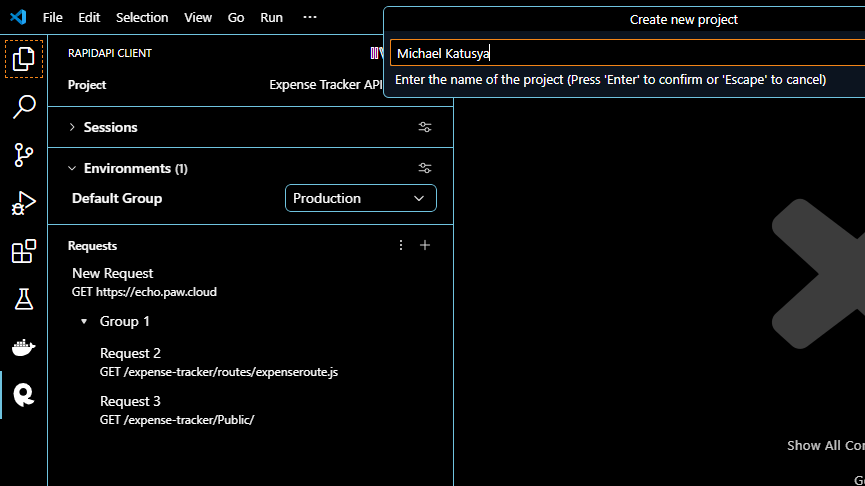 File Edit Selection View Go Run ···
Create new project
Michael Katusya
Enter the name of the project (Press 'Enter' to confirm or 'Escape' to cancel)
RAPIDAPI CLIENT
Project Expense Tracker API
Sessions
Environments (1)
Default Group Production
Requests
New Request
GET https://echo.paw.cloud
Group 1
Request 2
GET /expense-tracker/routes/expenseroute.js
Request 3
GET /expense-tracker/Public/
Show All Co
G